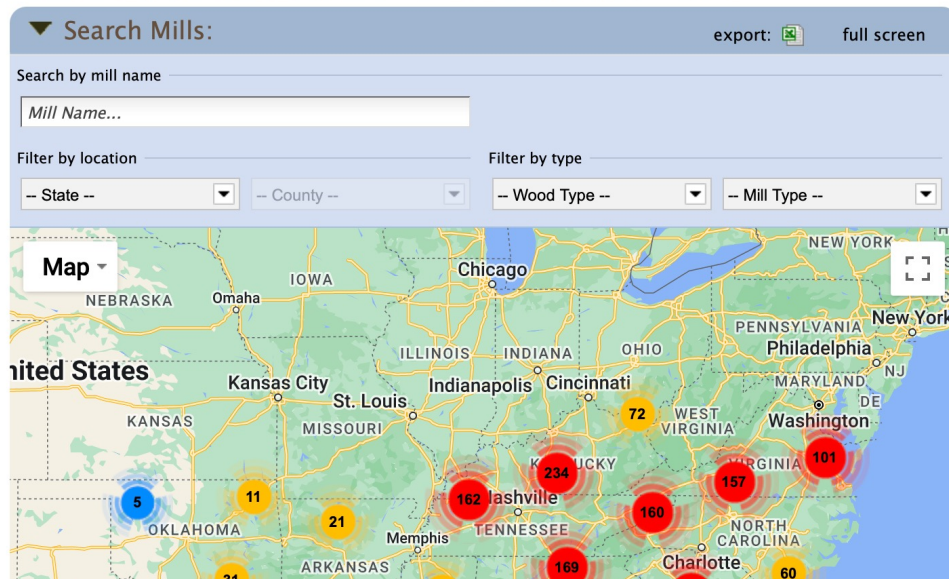 Search Mills:
export:
full screen
Search by mill name
Mill Name...
Filter by location
Filter by type
-- State --
-- County --
-- Wood Type --
-- Mill Type --
Map
NEW YORK
Chicago
IOWA
NEBRASKA
Omaha
New York
PENNSYLVANIA
ILLINOIS
INDIANA
OHIO
Philadelphia
nited States
NJ
Kansas City
Indianapolis
Cincinnati
MARYLAND
St. Louis
DE
KANSAS
MISSOURI
72
WEST
VIRGINIA
Washington
101
234
KENTUCKY
VIRGINIA
157
5
11
162
Nashville
160
21
OKLAHOMA
TENNESSEE
NORTH
CAROLINA
Memphis
ARKANSAS
169
Charlotte
60
31